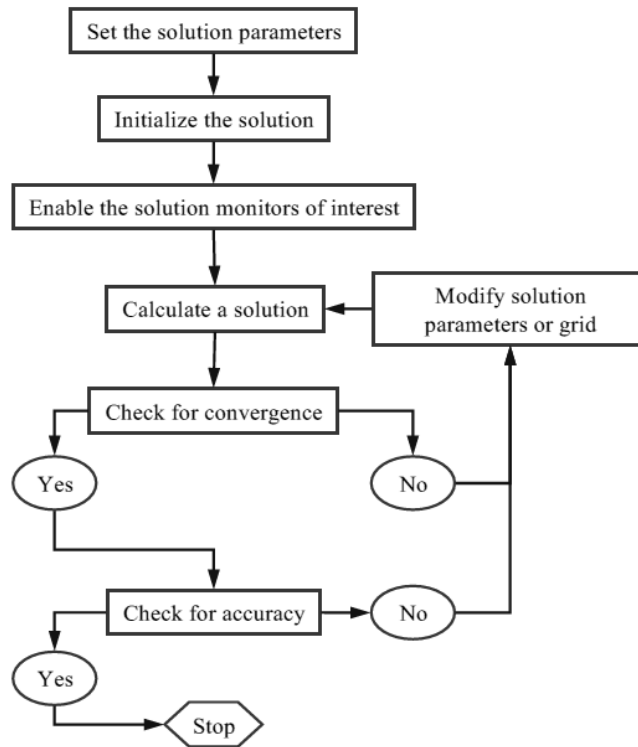 Set the solution parameters
Initialize the solution
Enable the solution monitors of interest
Calculate a solution
Modify solution
parameters or grid
Check for convergence
Yes
No
Check for accuracy
No
Yes
Stop